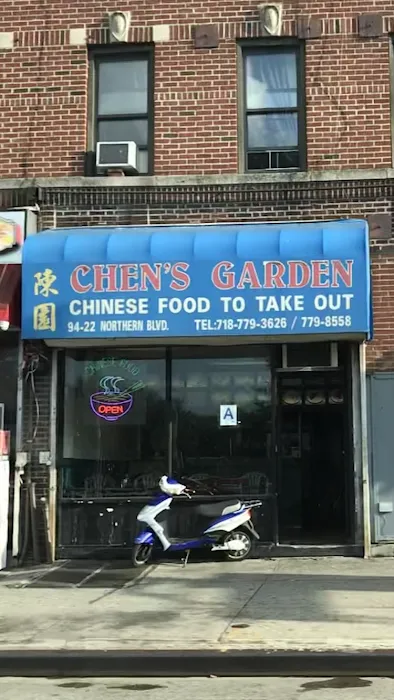 陳園
CHEN'S GARDEN
CHINESE FOOD TO TAKE OUT
94-22 NORTHERN BLVD. TEL:718-779-3626 / 779-8558
OPEN
A